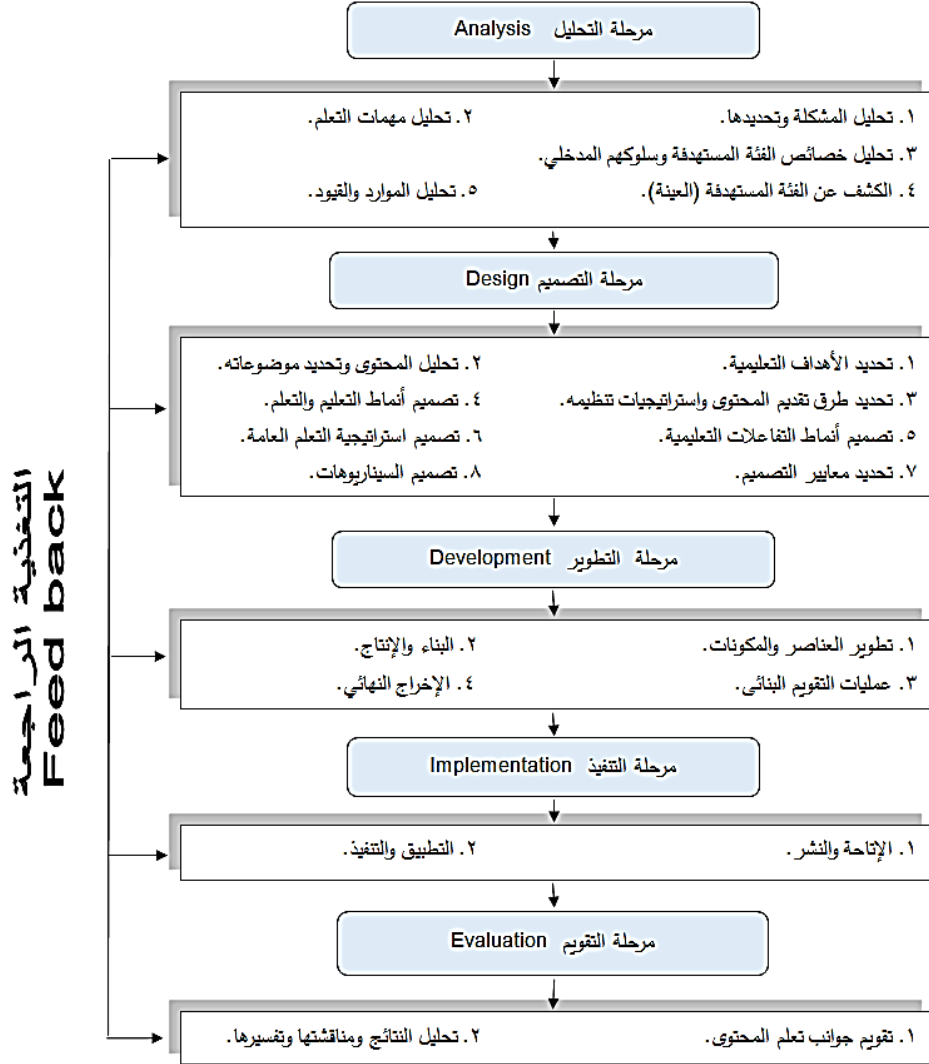 مرحلة التحليل Analysis
١. تحليل المشكلة وتحديدها. ٢. تحليل مهمات التعلم.
٣. تحليل خصائص الفئة المستهدفة وسلوكهم المدخلي.
٤. الكشف عن الفئة المستهدفة (العينة). ٥. تحليل الموارد والقيود.
مرحلة التصميم Design
١. تحديد الأهداف التعليمية. ٢. تحليل المحتوى وتحديد موضوعاته.
٣. تحديد طرق تقديم المحتوى واستراتيجيات تنظيمه. ٤. تصميم أنماط التعليم والتعلم.
٥. تصميم أنماط التفاعلات التعليمية. ٦. تصميم استراتيجية التعلم العامة.
٧. تحديد معايير التصميم. ٨. تصميم السيناريوهات.
مرحلة التطوير Development
١. تطوير العناصر والمكونات. ٢. البناء والإنتاج.
٣. عمليات التقويم البنائى. ٤. الإخراج النهائي.
مرحلة التنفيذ Implementation
١. الإتاحة والنشر. ٢. التطبيق والتنفيذ.
مرحلة التقويم Evaluation
١. تقويم جوانب تعلم المحتوى. ٢. تحليل النتائج ومناقشتها وتفسيرها.
التغذية الراجعة
Feed back